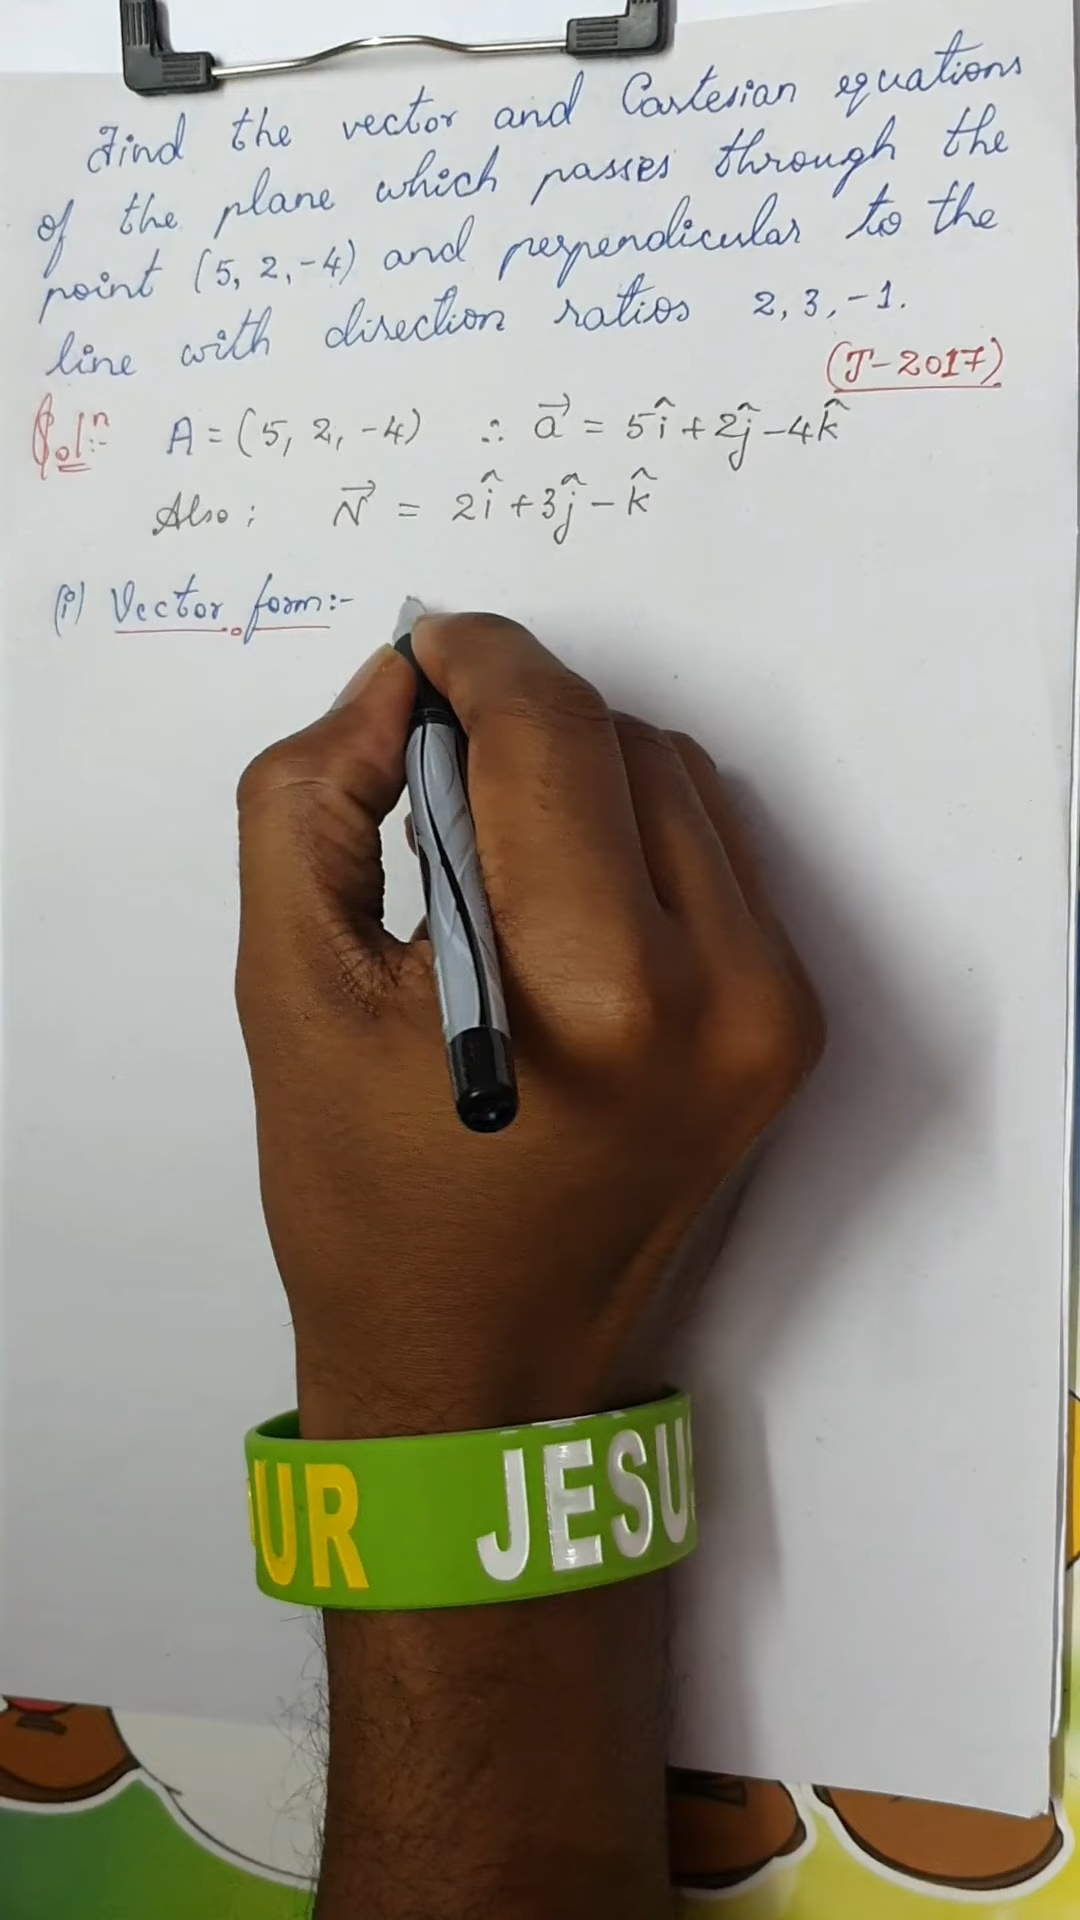 Find the vector and Cartesian equations
of the plane which passes through the
point (5, 2, -4) and perpendicular to the
line with direction ratios 2, 3, -1.
(J-2017)
Solⁿ:- A = (5, 2, -4) ∴ a⃗ = 5î + 2ĵ - 4k̂
Also; N⃗ = 2î + 3ĵ - k̂
(i) Vector form:-
UR JESU